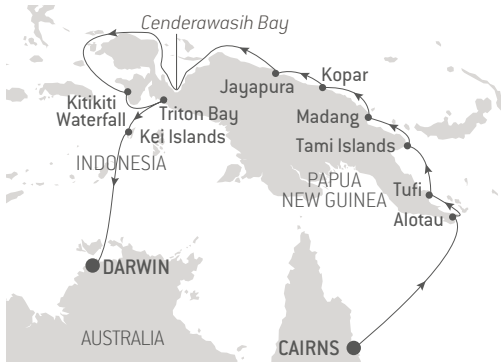 Cenderawasih Bay
Jayapura
Kopar
Kitikiti
Waterfall
Triton Bay
Madang
Kei Islands
Tami Islands
INDONESIA
PAPUA
NEW GUINEA
Tufi
Alotau
DARWIN
AUSTRALIA
CAIRNS